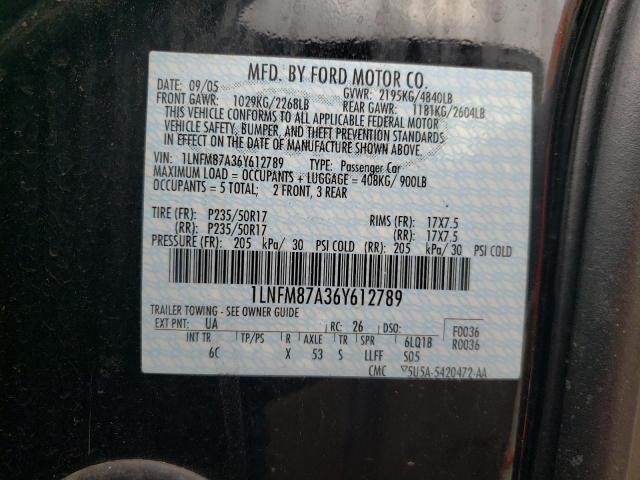 MFD. BY FORD MOTOR CO.
DATE: 09/05 GVWR: 2195KG/4840LB
FRONT GAWR: 1029KG/2268LB REAR GAWR: 1181KG/2604LB
THIS VEHICLE CONFORMS TO ALL APPLICABLE FEDERAL MOTOR
VEHICLE SAFETY, BUMPER, AND THEFT PREVENTION STANDARDS
IN EFFECT ON THE DATE OF MANUFACTURE SHOWN ABOVE.
VIN: 1LNFM87A36Y612789 TYPE: Passenger Car
MAXIMUM LOAD = OCCUPANTS + LUGGAGE = 408KG/ 900LB
OCCUPANTS = 5 TOTAL; 2 FRONT, 3 REAR
TIRE (FR): P235/50R17 RIMS (FR): 17X7.5
(RR): P235/50R17 (RR): 17X7.5
PRESSURE (FR): 205 kPa/ 30 PSI COLD (RR): 205 kPa/ 30 PSI COLD
1LNFM87A36Y612789
TRAILER TOWING - SEE OWNER GUIDE
EXT PNT: UA RC: 26 DSO: F0036
INT TR TP/PS R AXLE TR SPR 6LQ1B R0036
6C X 53 S LLFF S05
CMC ▽5U5A-5420472-AA